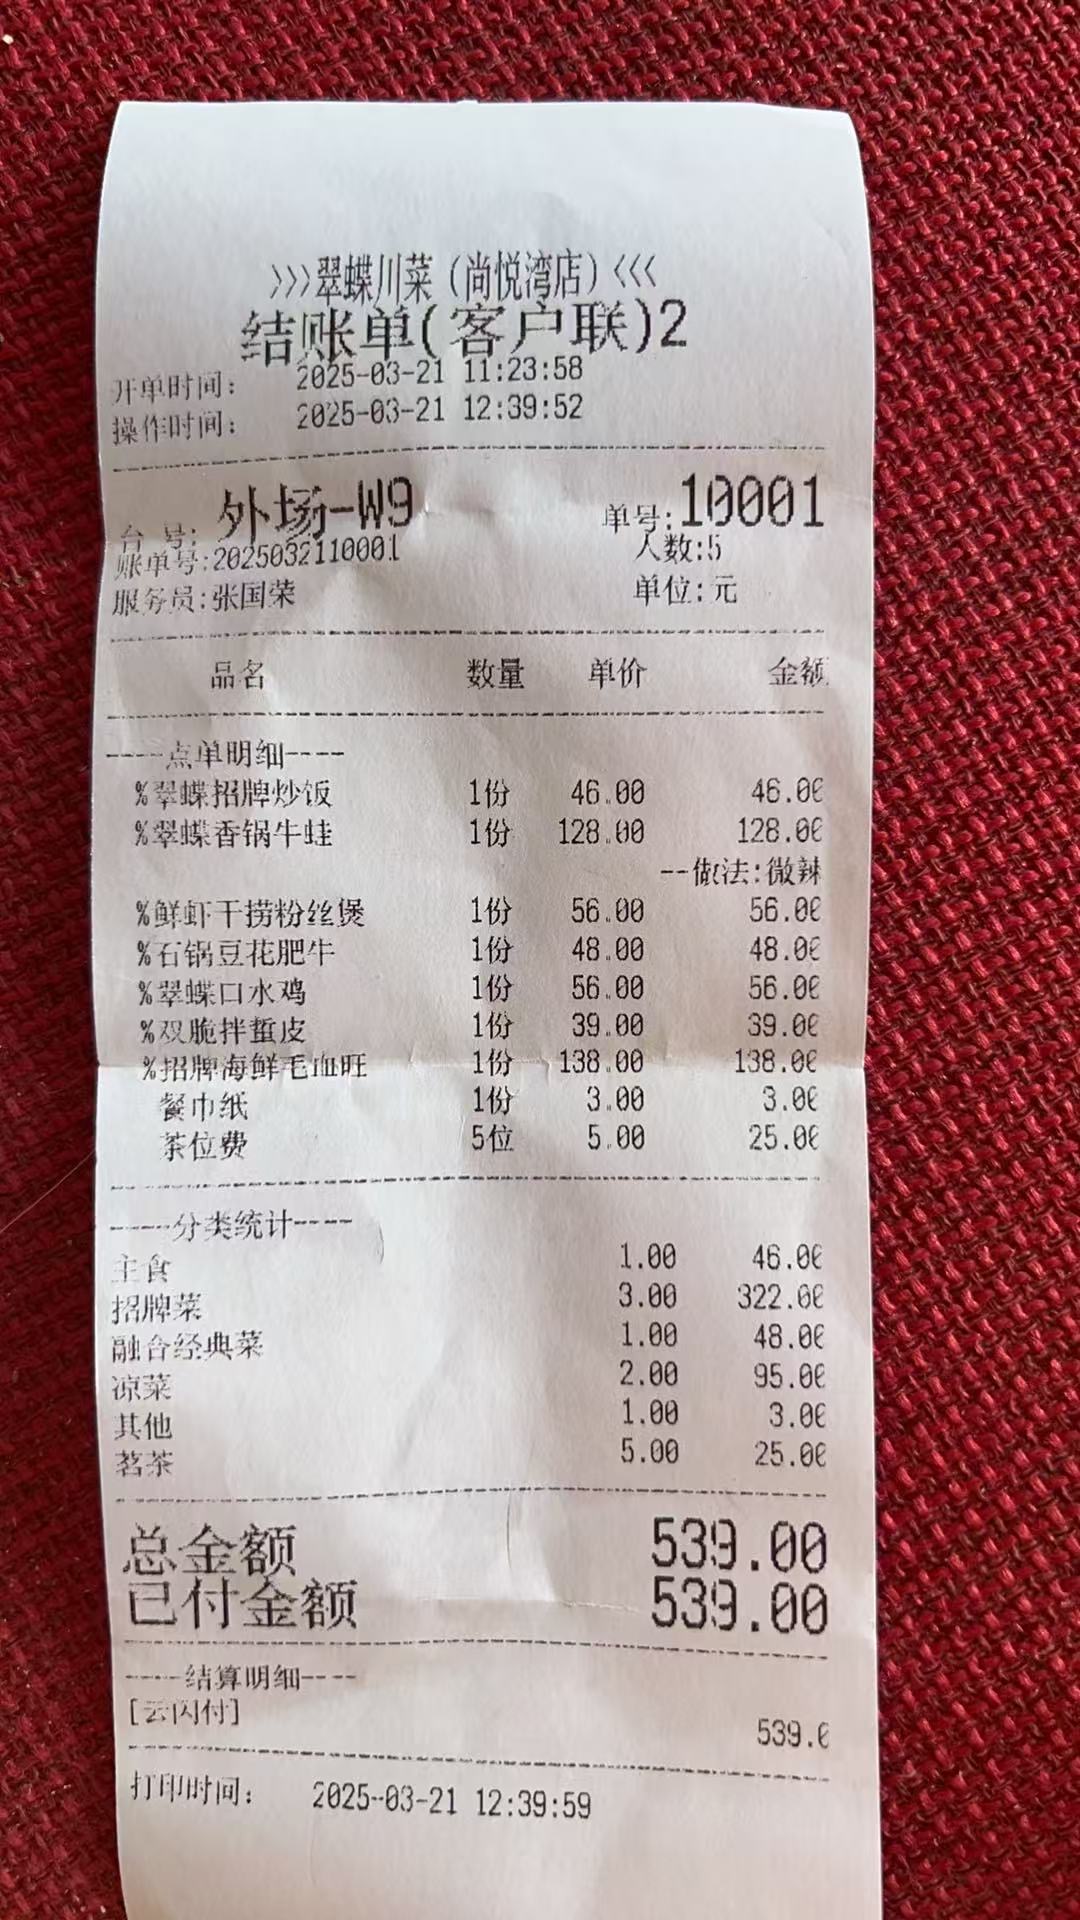 >>>翠蝶川菜(尚悦湾店)<<<
结账单(客户联)2
开单时间: 2025-03-21 11:23:58
操作时间: 2025-03-21 12:39:52
台 号: 外场-W9 单号:10001
账单号:2025032110001 人数:5
服务员:张国荣 单位:元
品名 数量 单价 金额
----点单明细----
%翠蝶招牌炒饭 1份 46.00 46.00
%翠蝶香锅牛蛙 1份 128.00 128.00
--做法:微辣
%鲜虾干捞粉丝煲 1份 56.00 56.00
%石锅豆花肥牛 1份 48.00 48.00
%翠蝶口水鸡 1份 56.00 56.00
%双脆拌蜇皮 1份 39.00 39.00
%招牌海鲜毛血旺 1份 138.00 138.00
餐巾纸 1份 3.00 3.00
茶位费 5位 5.00 25.00
----分类统计----
主食 1.00 46.00
招牌菜 3.00 322.00
融合经典菜 1.00 48.00
凉菜 2.00 95.00
其他 1.00 3.00
茗茶 5.00 25.00
总金额 539.00
已付金额 539.00
----结算明细----
[云闪付] 539.0
打印时间: 2025-03-21 12:39:59